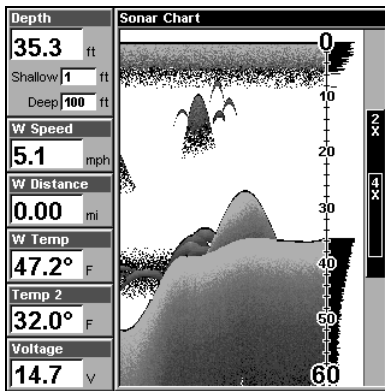 Depth
35.3 ft
Shallow 1 ft
Deep 100 ft
W Speed
5.1 mph
W Distance
0.00 mi
W Temp
47.2° F
Temp 2
32.0° F
Voltage
14.7 V
Sonar Chart
0
10
20
30
40
50
60
2X
4X